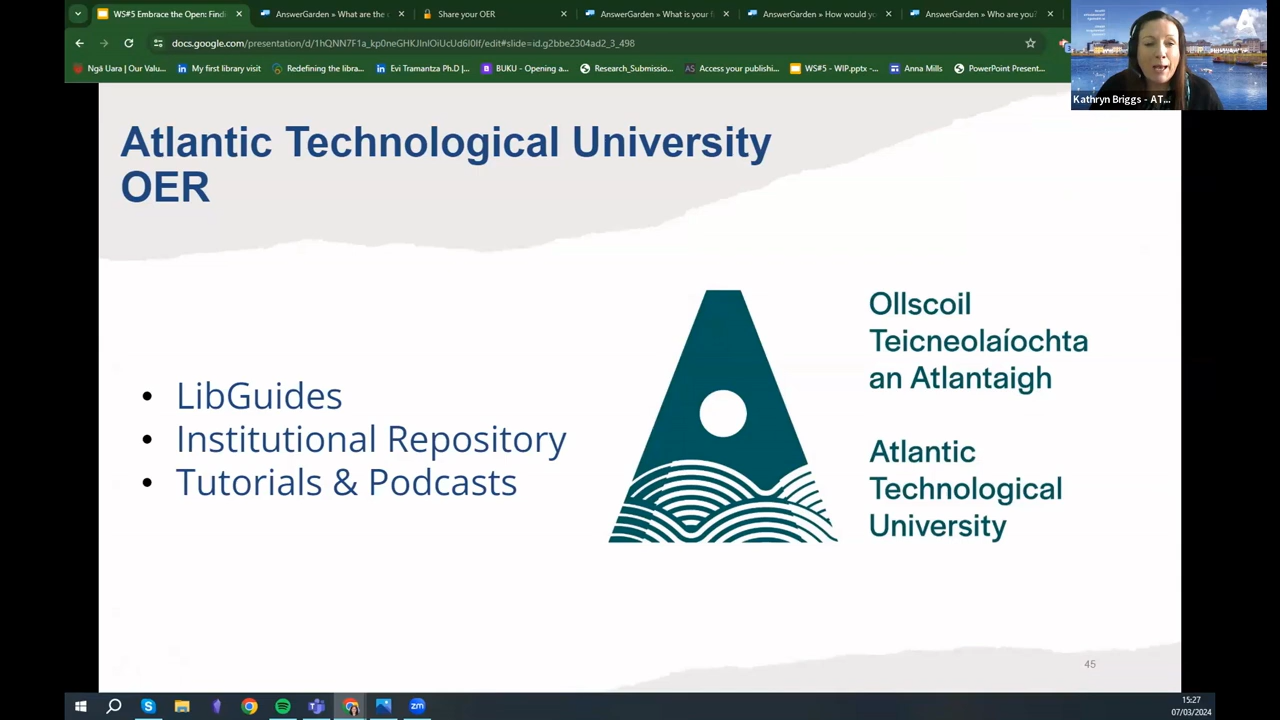 WS#5 Embrace the Open: Findi
AnswerGarden » What are the c
Share your OER
AnswerGarden » What is your f
AnswerGarden » How would yo
AnswerGarden » Who are you?
docs.google.com/presentation/d/1hQNN7F1a_kp0neGHKJlnIOiUcUd6I0lf/edit#slide=id.g2bbe2304ad2_3_498
Ngā Uara | Our Valu...
My first library visit
Redefining the libra...
Evi Tramantza Ph.D |...
BUKU - Opening a...
Research_Submissio...
Access your publishi...
WS#5 - WIP.pptx -...
Anna Mills
PowerPoint Present...
Kathryn Briggs - AT...
Atlantic Technological University
OER
• LibGuides
• Institutional Repository
• Tutorials & Podcasts
Ollscoil
Teicneolaíochta
an Atlantaigh
Atlantic
Technological
University
45
15:27
07/03/2024